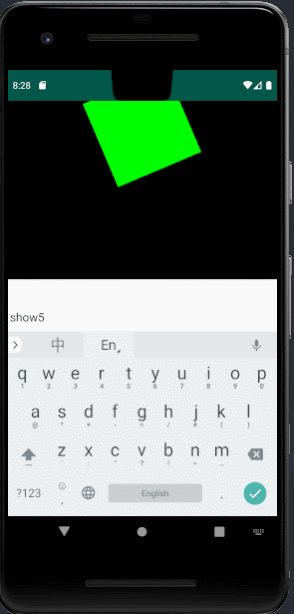 8:28
show5
中 En
q w e r t y u i o p
1 2 3 4 5 6 7 8 9 0
a s d f g h j k l
z x c v b n m
?123 , English .